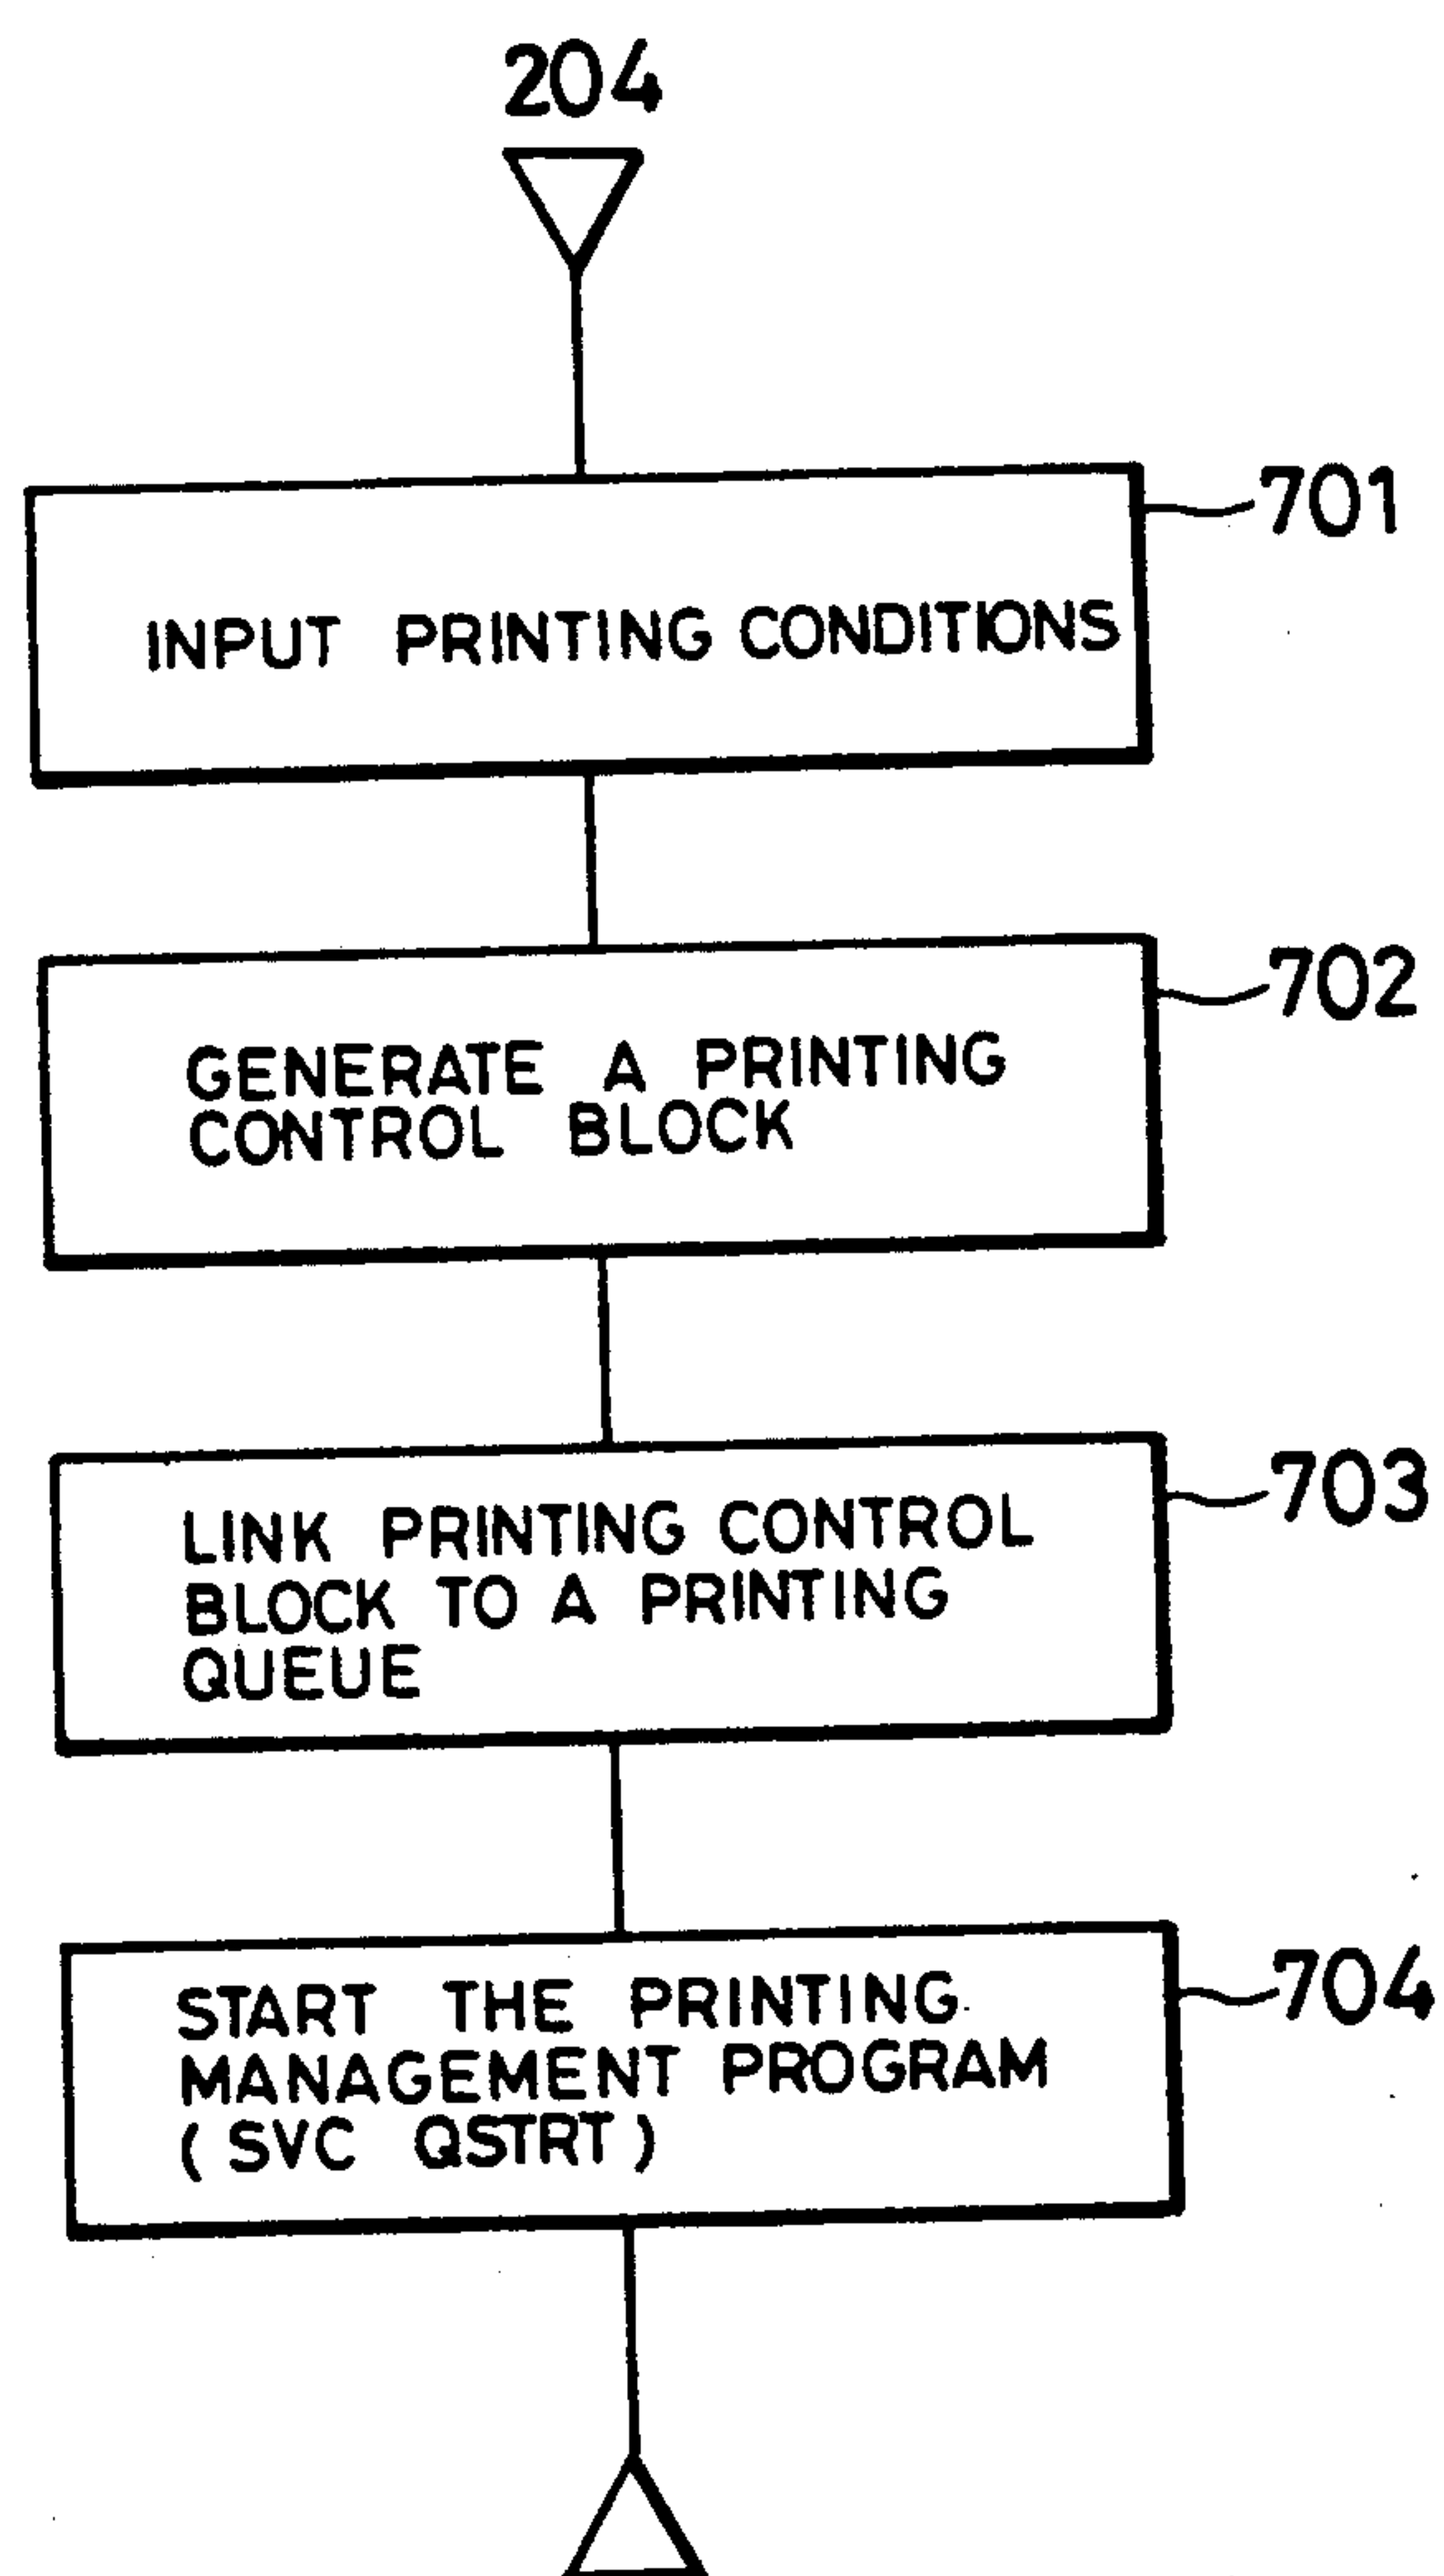 204
701
INPUT PRINTING CONDITIONS
702
GENERATE A PRINTING
CONTROL BLOCK
703
LINK PRINTING CONTROL
BLOCK TO A PRINTING
QUEUE
704
START THE PRINTING
MANAGEMENT PROGRAM
( SVC QSTRT )